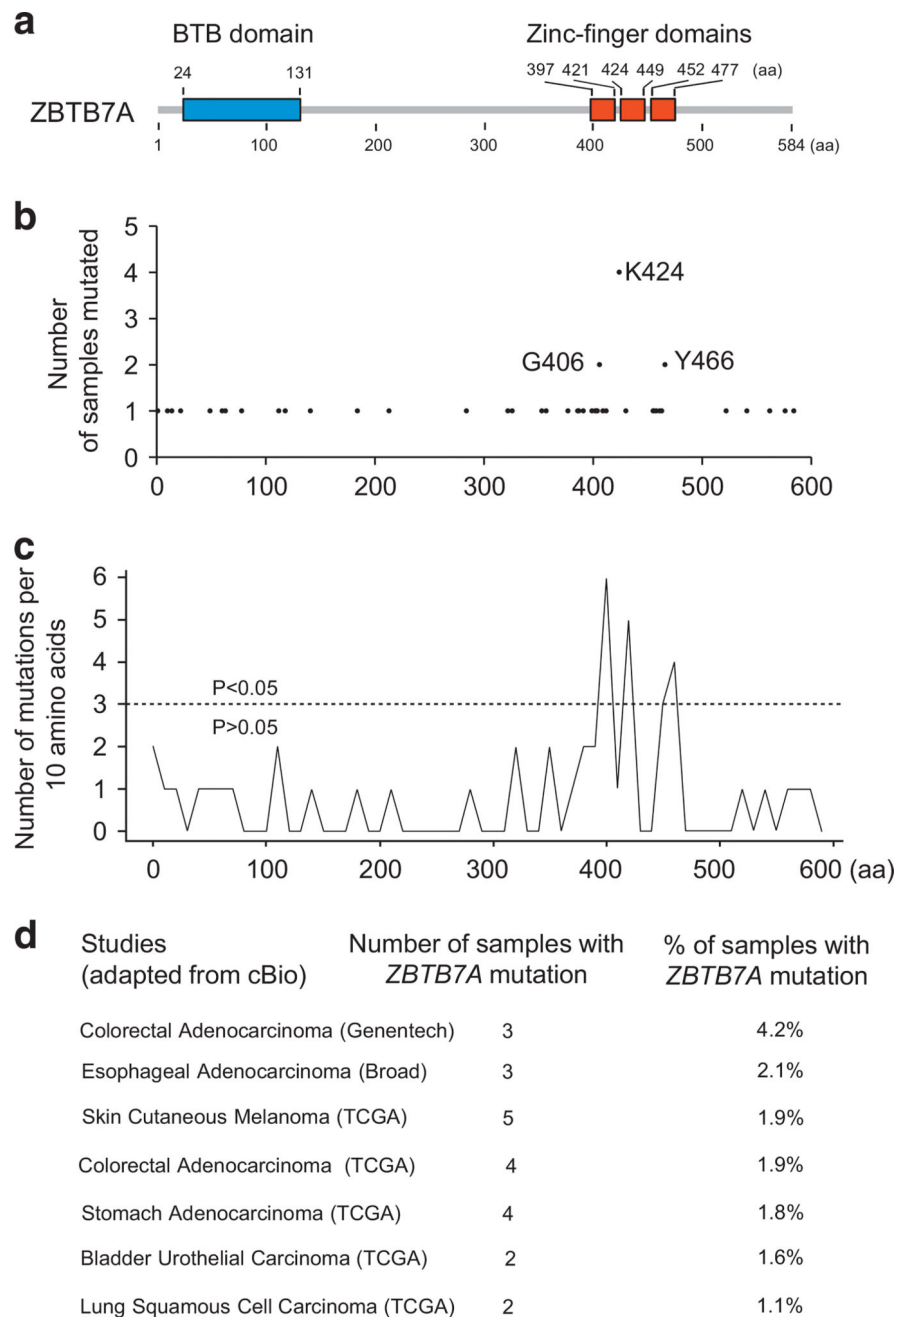 a
BTB domain
Zinc-finger domains
24
131
397 421 424 449 452 477 (aa)
ZBTB7A
1 100 200 300 400 500 584 (aa)
b
Number
of samples mutated
5
4
3
2
1
0
K424
G406
Y466
0 100 200 300 400 500 600
c
Number of mutations per
10 amino acids
6
5
4
3
2
1
0
P<0.05
P>0.05
0 100 200 300 400 500 600 (aa)
d
Studies
(adapted from cBio)
Number of samples with
ZBTB7A mutation
% of samples with
ZBTB7A mutation
Colorectal Adenocarcinoma (Genentech) 3 4.2%
Esophageal Adenocarcinoma (Broad) 3 2.1%
Skin Cutaneous Melanoma (TCGA) 5 1.9%
Colorectal Adenocarcinoma (TCGA) 4 1.9%
Stomach Adenocarcinoma (TCGA) 4 1.8%
Bladder Urothelial Carcinoma (TCGA) 2 1.6%
Lung Squamous Cell Carcinoma (TCGA) 2 1.1%